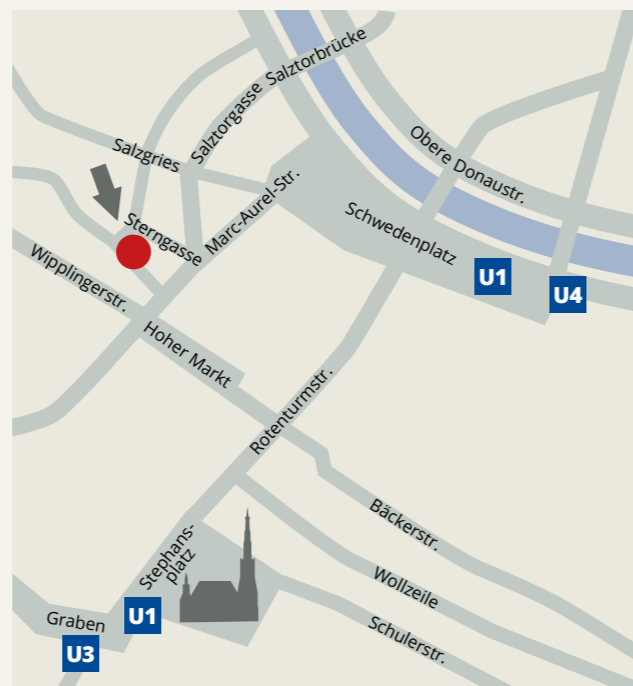 Salztorbrücke
Salztorgasse
Salzgries
Obere Donaustr.
Marc-Aurel-Str.
Sterngasse
Schwedenplatz
Wipplingerstr.
U1
U4
Hoher Markt
Rotenturmstr.
Bäckerstr.
Stephans-
platz
Wollzeile
U1
Graben
Schulerstr.
U3